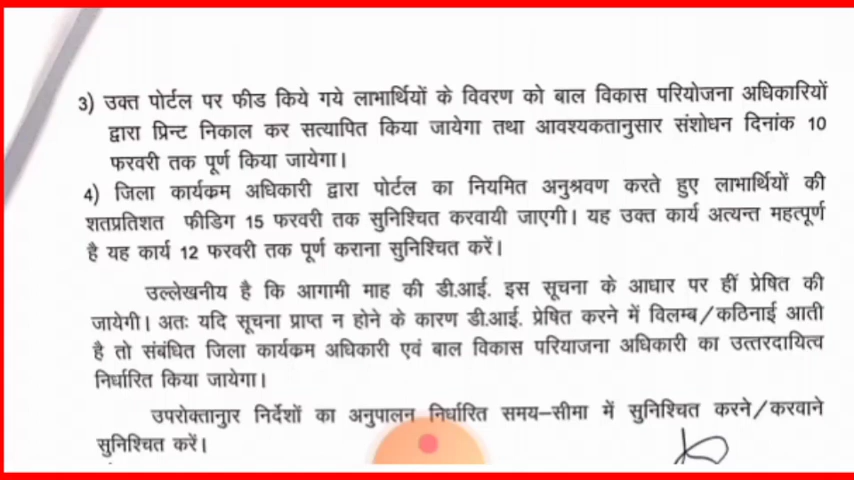 3) उक्त पोर्टल पर फीड किये गये लाभार्थियों के विवरण को बाल विकास परियोजना अधिकारियों
द्वारा प्रिन्ट निकाल कर सत्यापित किया जायेगा तथा आवश्यकतानुसार संशोधन दिनांक 10
फरवरी तक पूर्ण किया जायेगा।
4) जिला कार्यक्रम अधिकारी द्वारा पोर्टल का नियमित अनुश्रवण करते हुए लाभार्थियों की
शतप्रतिशत फीडिग 15 फरवरी तक सुनिश्चित करवायी जाएगी। यह उक्त कार्य अत्यन्त महत्पूर्ण
है यह कार्य 12 फरवरी तक पूर्ण कराना सुनिश्चित करें।
उल्लेखनीय है कि आगामी माह की डी.आई. इस सूचना के आधार पर हीं प्रेषित की
जायेगी। अतः यदि सूचना प्राप्त न होने के कारण डी.आई. प्रेषित करने में विलम्ब/कठिनाई आती
है तो संबंधित जिला कार्यक्रम अधिकारी एवं बाल विकास परियाजना अधिकारी का उत्तरदायित्व
निर्धारित किया जायेगा।
उपरोक्तानुार निर्देशों का अनुपालन निर्धारित समय–सीमा में सुनिश्चित करने/करवाने
सुनिश्चित करें।